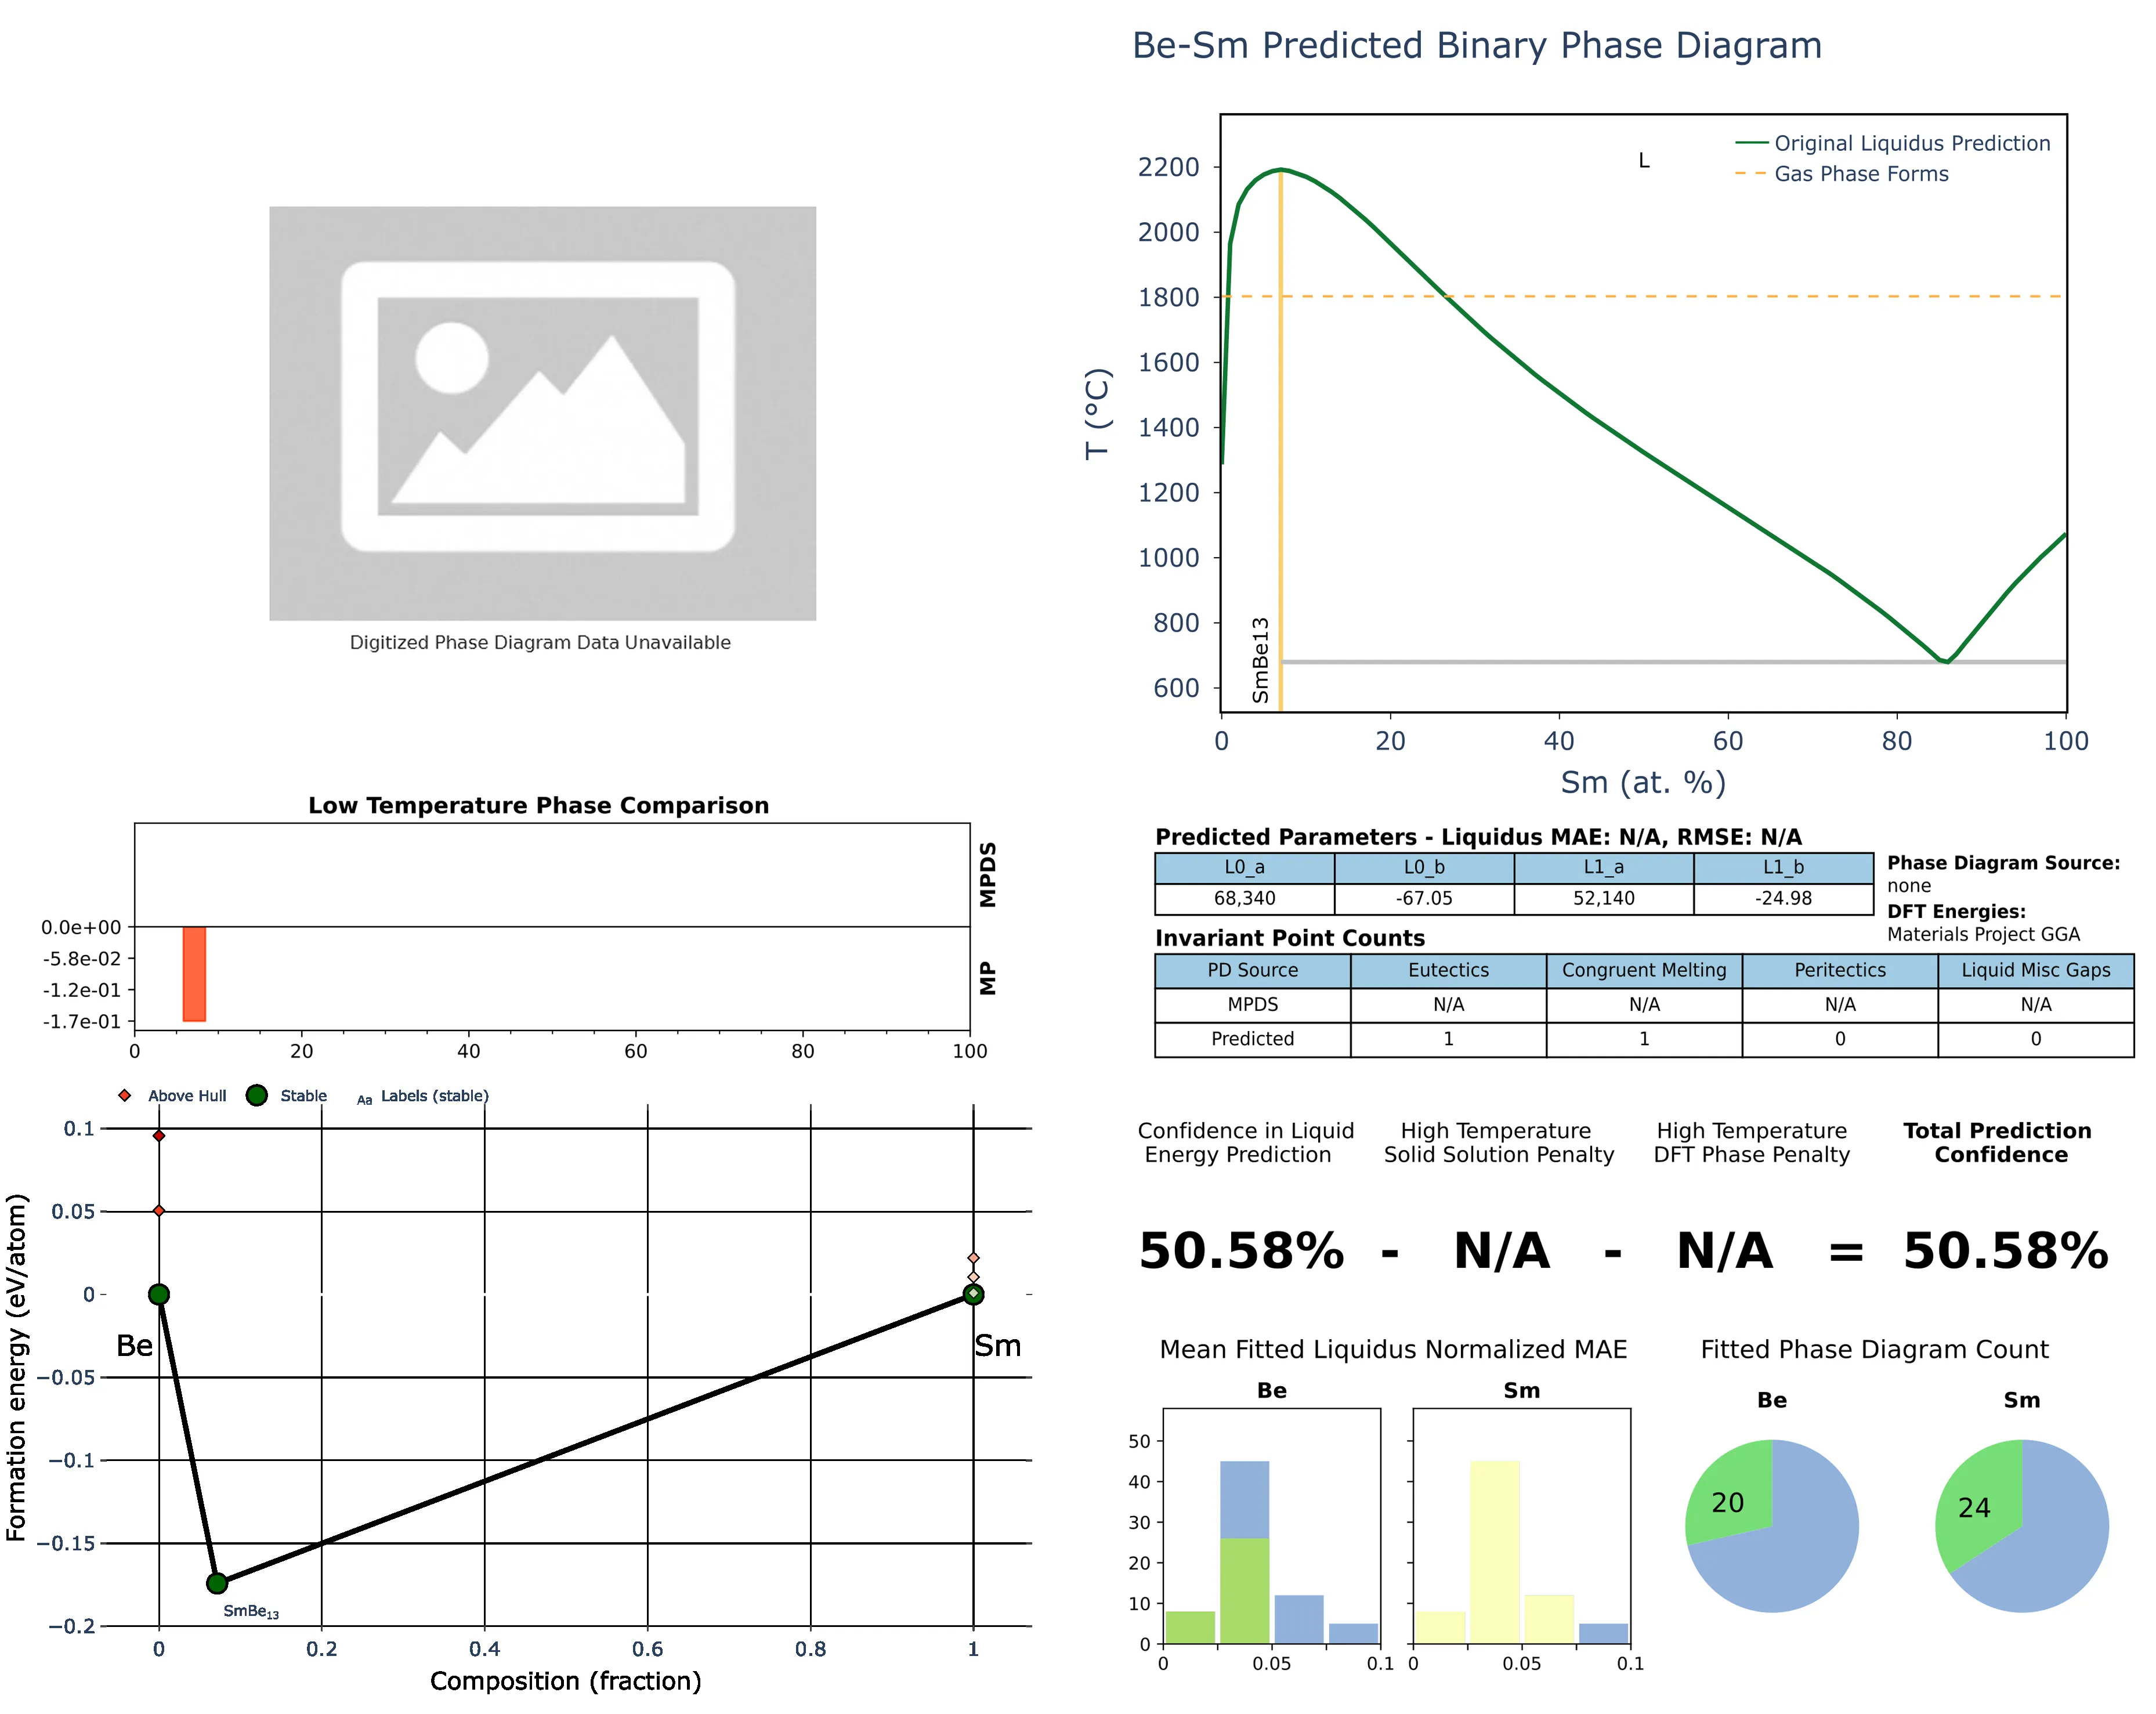 Be-Sm Predicted Binary Phase Diagram
Digitized Phase Diagram Data Unavailable
L
Original Liquidus Prediction
Gas Phase Forms
2200
2000
1800
1600
1400
1200
1000
800
600
T (°C)
SmBe13
0 20 40 60 80 100
Sm (at. %)
Low Temperature Phase Comparison
MPDS
MP
0.0e+00
-5.8e-02
-1.2e-01
-1.7e-01
0 20 40 60 80 100
Predicted Parameters - Liquidus MAE: N/A, RMSE: N/A
L0_a L0_b L1_a L1_b
68,340 -67.05 52,140 -24.98
Phase Diagram Source:
none
DFT Energies:
Materials Project GGA
Invariant Point Counts
PD Source Eutectics Congruent Melting Peritectics Liquid Misc Gaps
MPDS N/A N/A N/A N/A
Predicted 1 1 0 0
Above Hull Stable Aa Labels (stable)
0.1
0.05
0
−0.05
−0.1
−0.15
−0.2
Formation energy (eV/atom)
Be
Sm
SmBe₁₃
0 0.2 0.4 0.6 0.8 1
Composition (fraction)
Confidence in Liquid
Energy Prediction
High Temperature
Solid Solution Penalty
High Temperature
DFT Phase Penalty
Total Prediction
Confidence
50.58% - N/A - N/A = 50.58%
Mean Fitted Liquidus Normalized MAE
Be
Sm
50
40
30
20
10
0
0 0.05 0.1
0 0.05 0.1
Fitted Phase Diagram Count
Be
Sm
20
24